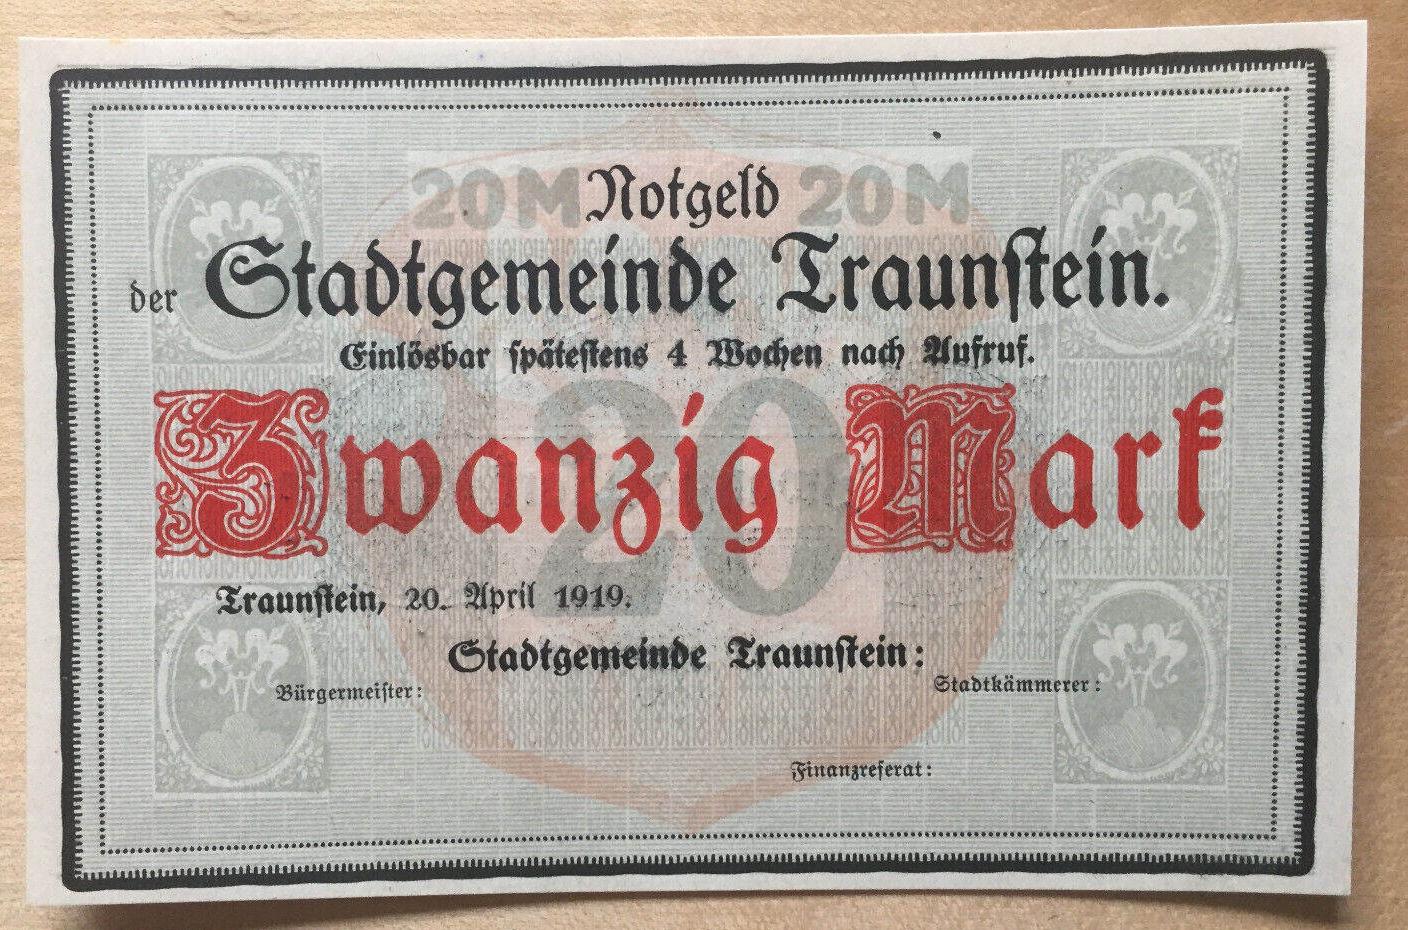 20M Notgeld 20M
der Stadtgemeinde Traunstein.
Einlösbar spätestens 4 Wochen nach Aufruf.
20
Zwanzig Mark
Traunstein, 20. April 1919.
Stadtgemeinde Traunstein:
Bürgermeister:
Stadtkämmerer:
Finanzreferat: